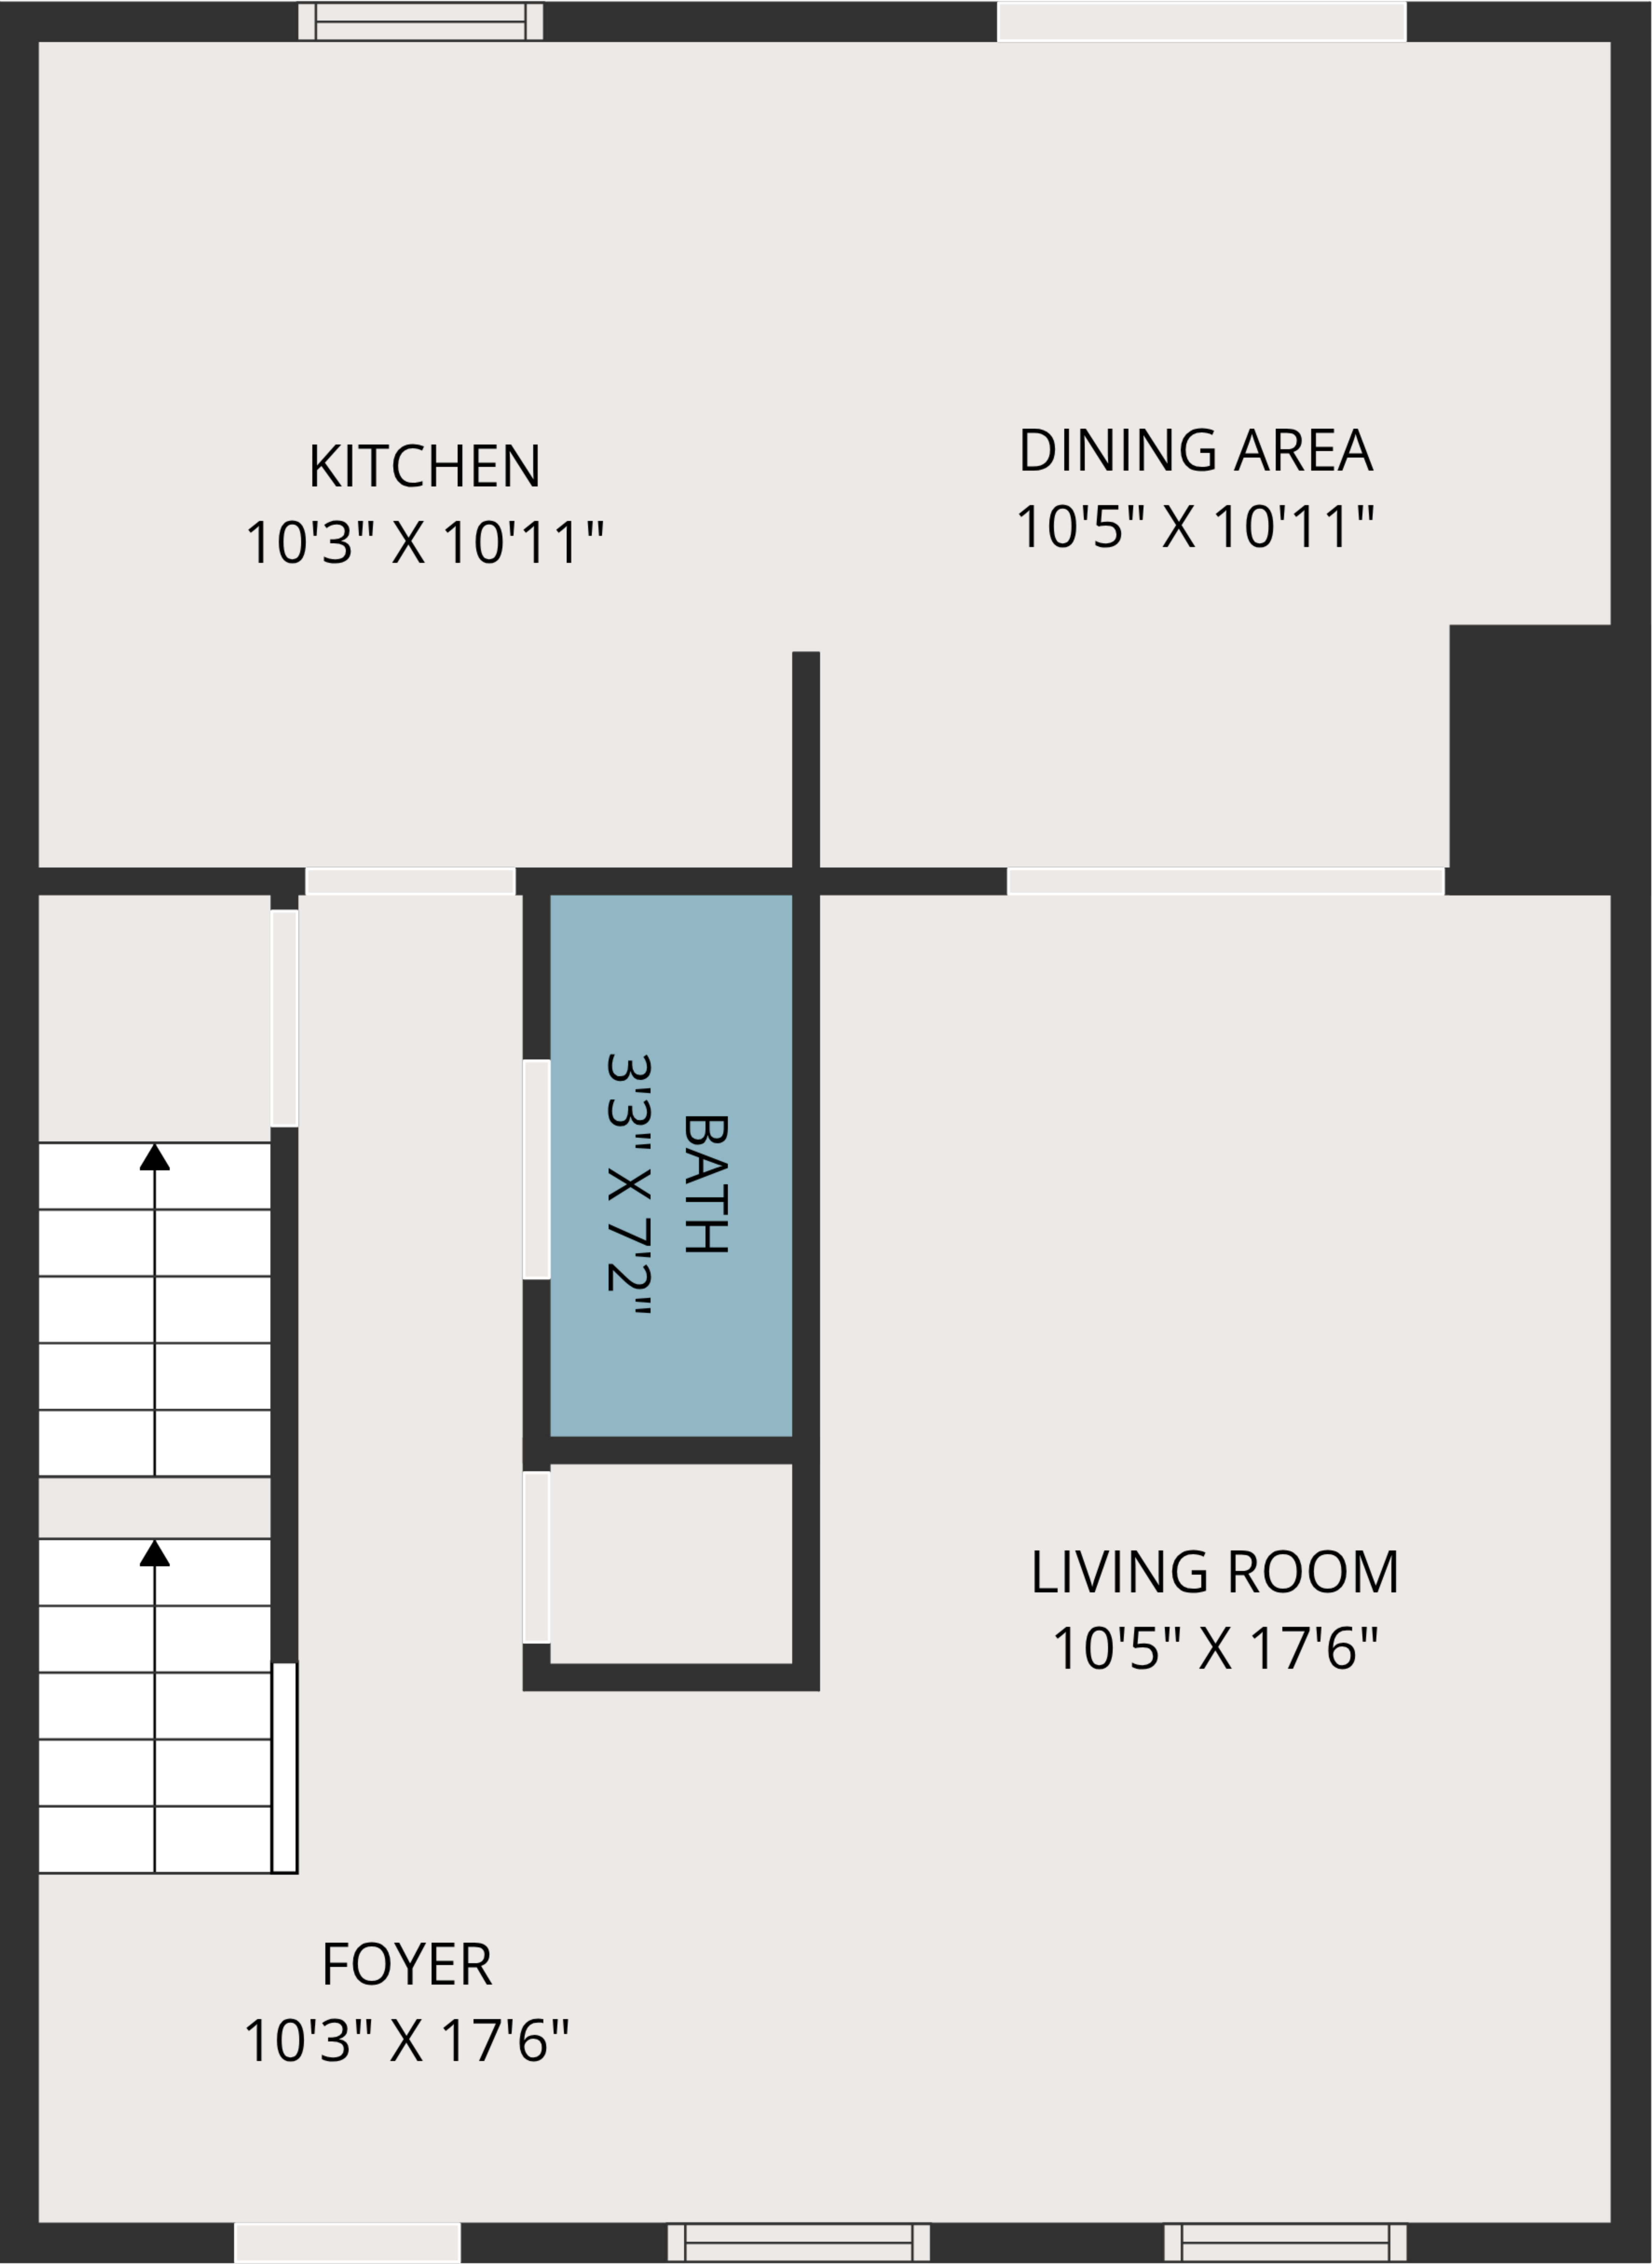 KITCHEN
10'3" X 10'11"
DINING AREA
10'5" X 10'11"
BATH
3'3" X 7'2"
LIVING ROOM
10'5" X 17'6"
FOYER
10'3" X 17'6"